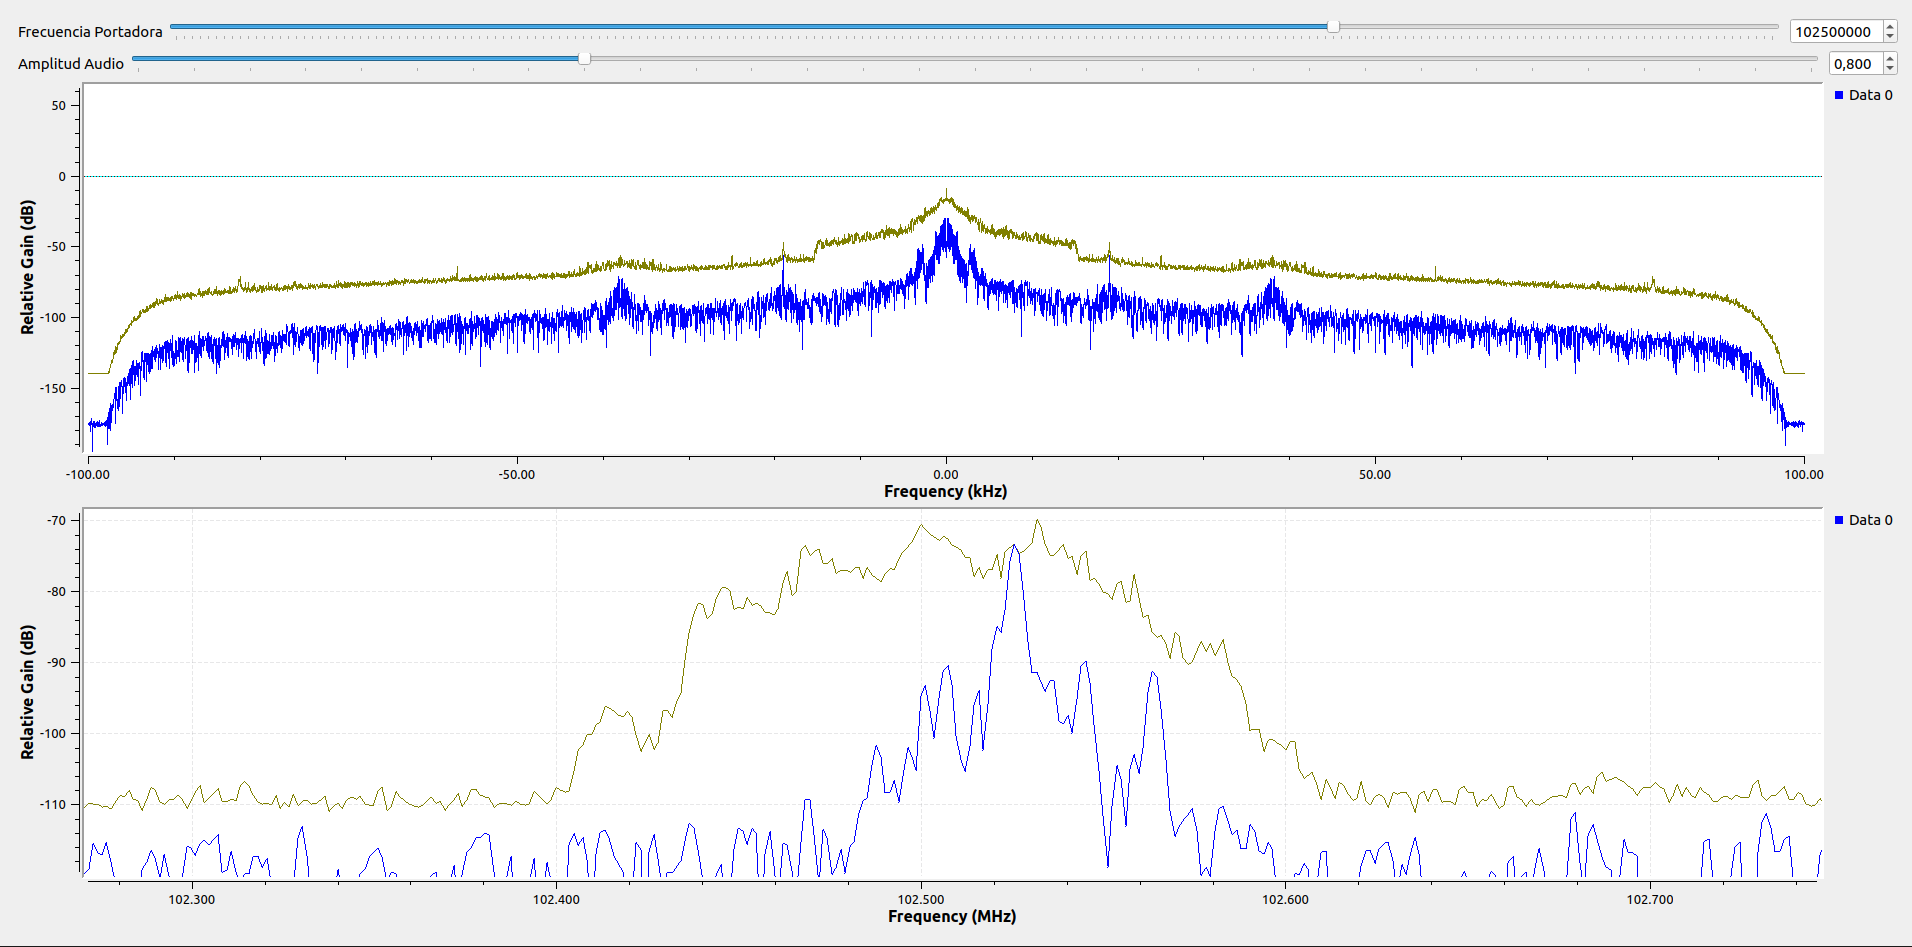 Frecuencia Portadora 102500000
Amplitud Audio 0,800
50
0
-50
-100
-150
Relative Gain (dB)
Data 0
-100.00 -50.00 0.00 50.00 100.00
Frequency (kHz)
-70
-80
-90
-100
-110
Relative Gain (dB)
Data 0
102.300 102.400 102.500 102.600 102.700
Frequency (MHz)